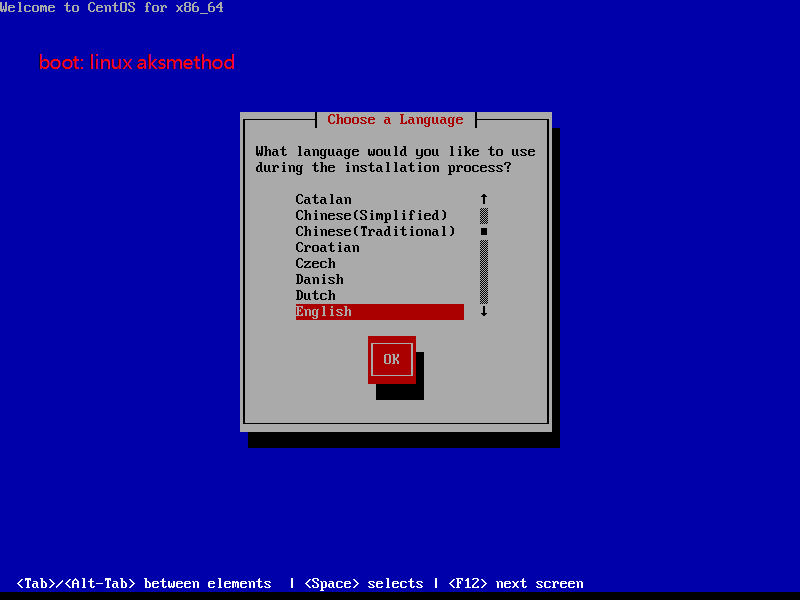 Welcome to CentOS for x86_64
boot: linux aksmethod
Choose a Language
What language would you like to use
during the installation process?
Catalan
Chinese(Simplified)
Chinese(Traditional)
Croatian
Czech
Danish
Dutch
English
OK
<Tab>/<Alt-Tab> between elements | <Space> selects | <F12> next screen